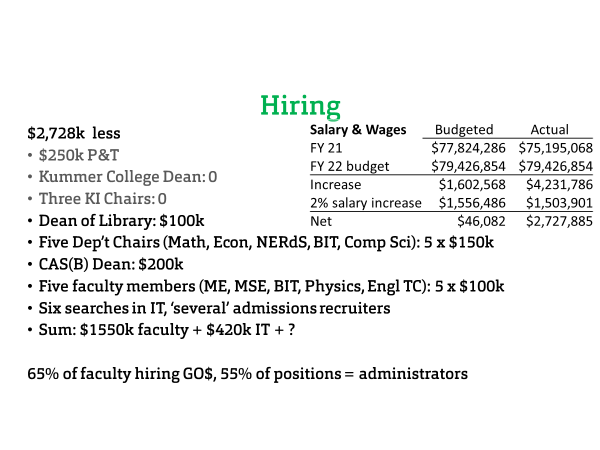 Hiring
$2,728k less
• $250k P&T
• Kummer College Dean: 0
• Three KI Chairs: 0
• Dean of Library: $100k
• Five Dep't Chairs (Math, Econ, NERdS, BIT, Comp Sci): 5 x $150k
• CAS(B) Dean: $200k
• Five faculty members (ME, MSE, BIT, Physics, Engl TC): 5 x $100k
• Six searches in IT, 'several' admissions recruiters
• Sum: $1550k faculty + $420k IT + ?
65% of faculty hiring GO$, 55% of positions = administrators
Salary & Wages Budgeted Actual
FY 21 $77,824,286 $75,195,068
FY 22 budget $79,426,854 $79,426,854
Increase $1,602,568 $4,231,786
2% salary increase $1,556,486 $1,503,901
Net $46,082 $2,727,885